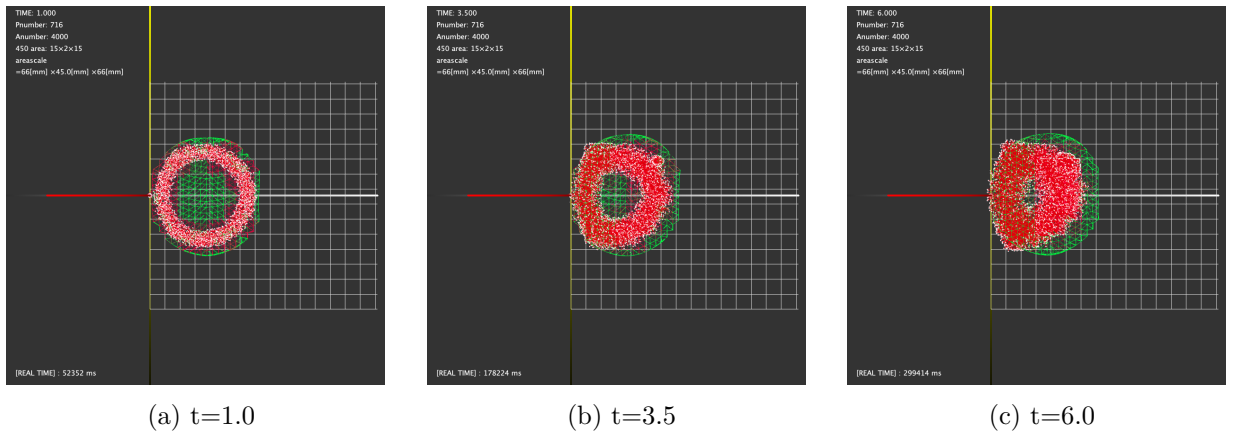 TIME: 1.000
Pnumber: 716
Anumber: 4000
450 area: 15×2×15
areascale
=66[mm] ×45.0[mm] ×66[mm]
[REAL TIME] : 52352 ms
(a) t=1.0
TIME: 3.500
Pnumber: 716
Anumber: 4000
450 area: 15×2×15
areascale
=66[mm] ×45.0[mm] ×66[mm]
[REAL TIME] : 178224 ms
(b) t=3.5
TIME: 6.000
Pnumber: 716
Anumber: 4000
450 area: 15×2×15
areascale
=66[mm] ×45.0[mm] ×66[mm]
[REAL TIME] : 299414 ms
(c) t=6.0